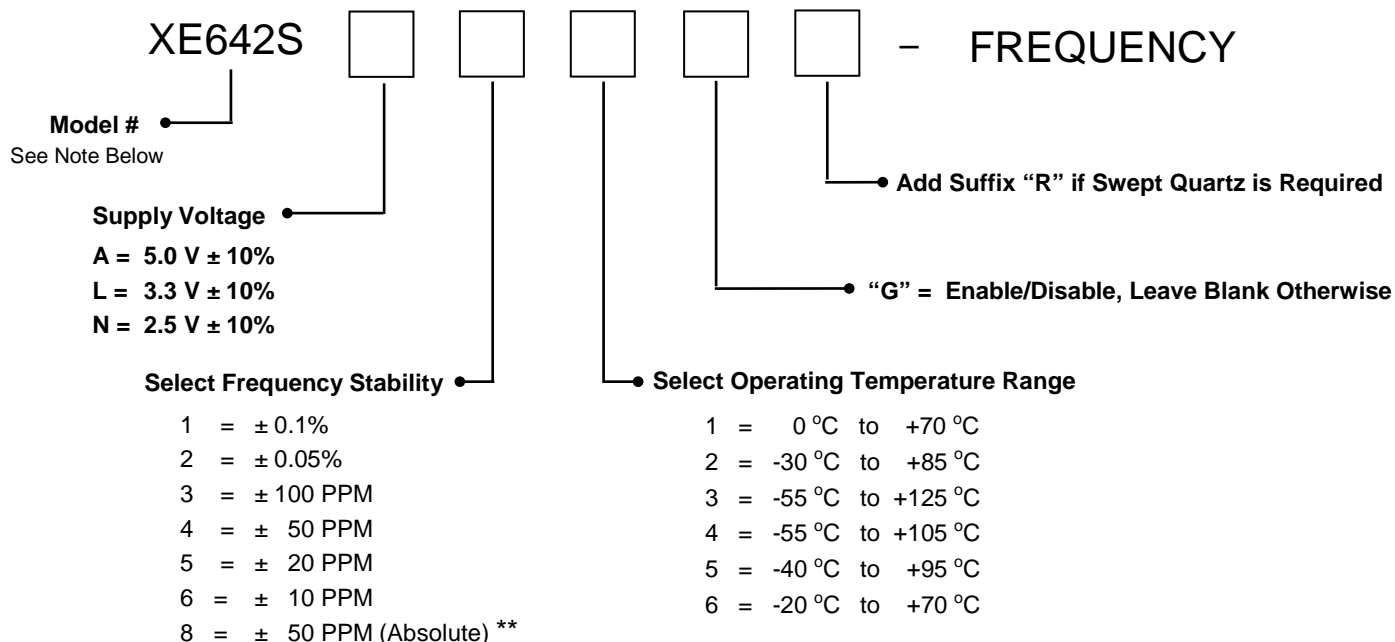 XE642S – FREQUENCY
Model #
See Note Below
Add Suffix “R” if Swept Quartz is Required
Supply Voltage
A = 5.0 V ± 10%
L = 3.3 V ± 10%
N = 2.5 V ± 10%
“G” = Enable/Disable, Leave Blank Otherwise
Select Frequency Stability
1 = ± 0.1%
2 = ± 0.05%
3 = ± 100 PPM
4 = ± 50 PPM
5 = ± 20 PPM
6 = ± 10 PPM
8 = ± 50 PPM (Absolute) **
Select Operating Temperature Range
1 = 0 °C to +70 °C
2 = -30 °C to +85 °C
3 = -55 °C to +125 °C
4 = -55 °C to +105 °C
5 = -40 °C to +95 °C
6 = -20 °C to +70 °C